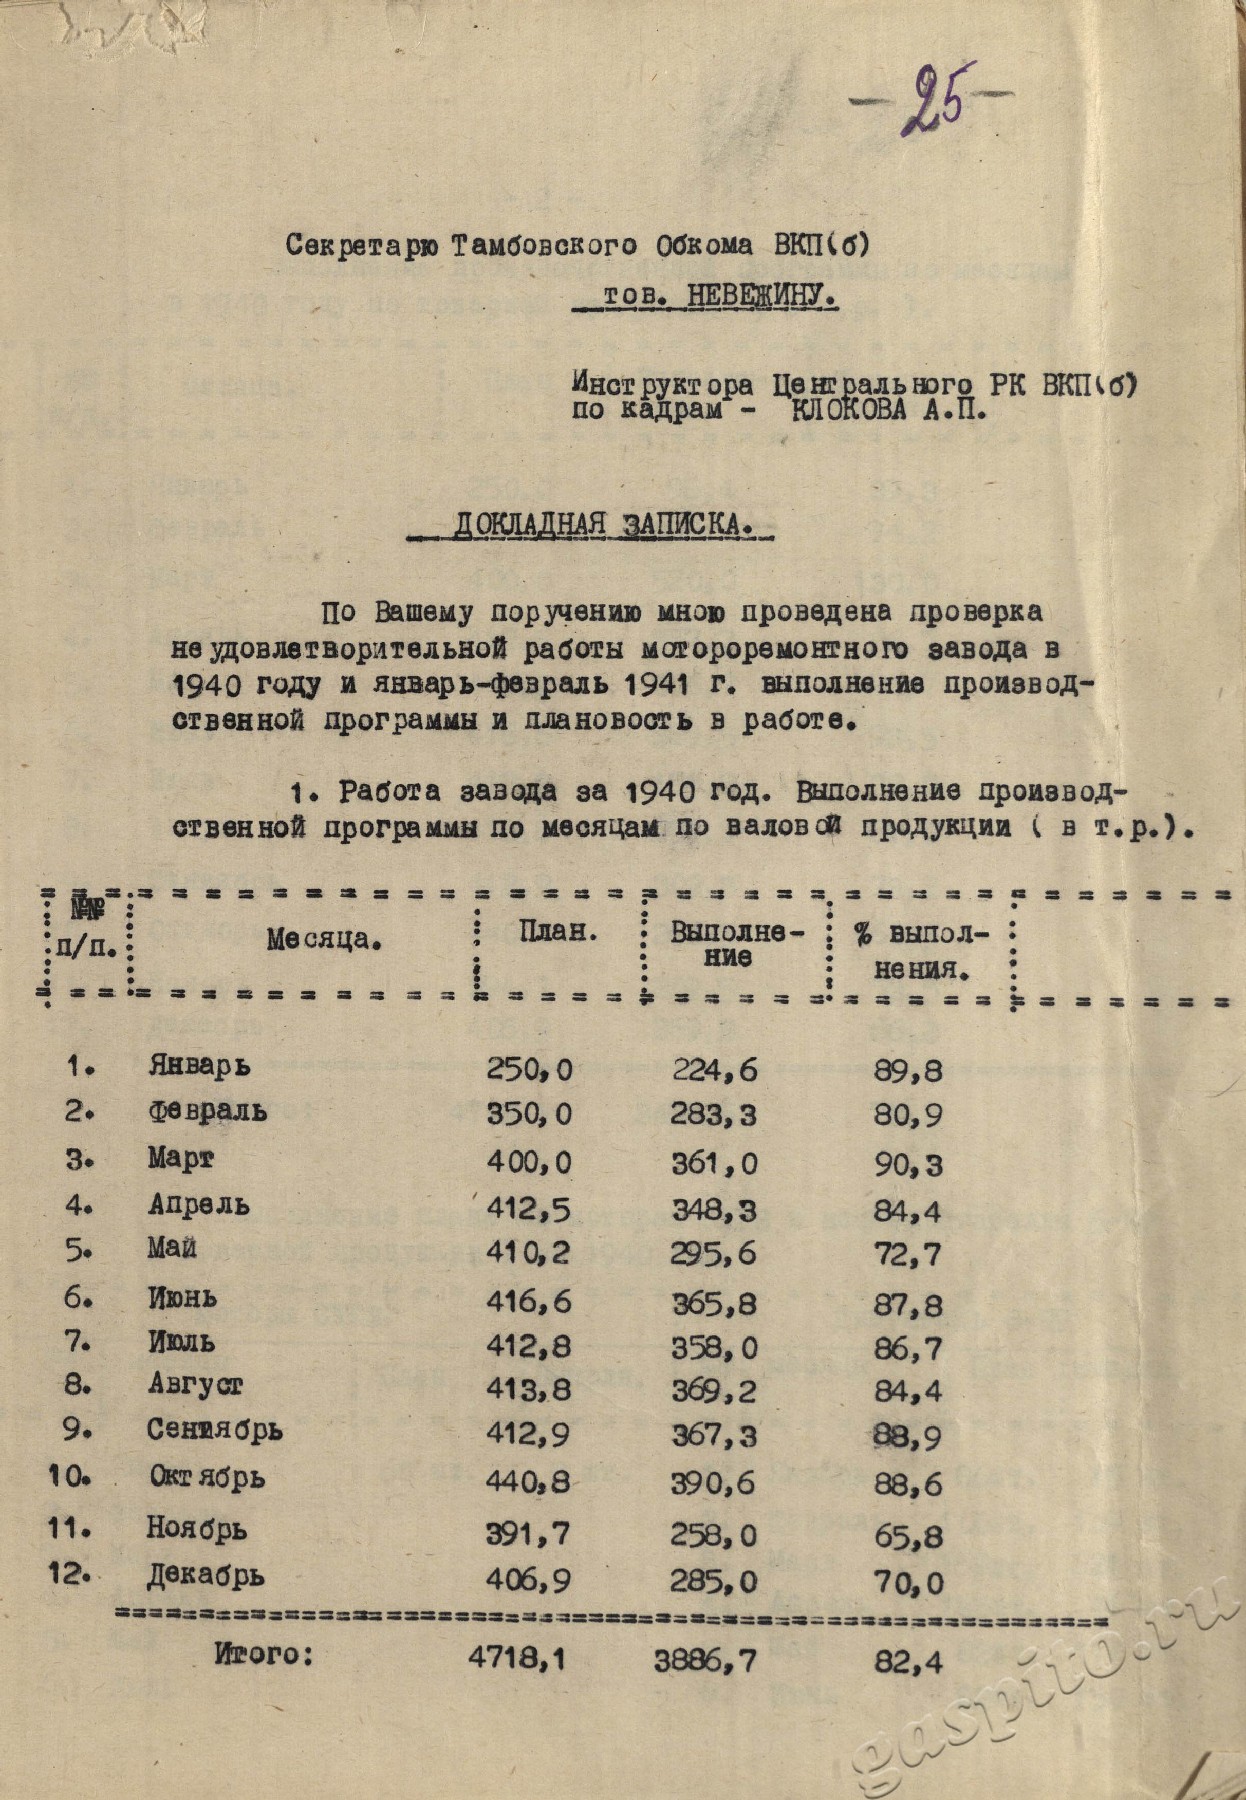 -25-
Секретарю Тамбовского Обкома ВКП(б)
тов. НЕВЕЖИНУ.
Инструктора Центрального РК ВКП(б)
по кадрам - КЛОКОВА А.П.
ДОКЛАДНАЯ ЗАПИСКА.
По Вашему поручению мною проведена проверка
неудовлетворительной работы мотороремонтного завода в
1940 году и январь-февраль 1941 г. выполнение производ-
ственной программы и плановость в работе.
1. Работа завода за 1940 год. Выполнение производ-
ственной программы по месяцам по валовой продукции ( в т.р.).
№№ п/п. Месяца. План. Выполне-ние % выпол-нения.
1. Январь 250,0 224,6 89,8
2. Февраль 350,0 283,3 80,9
3. Март 400,0 361,0 90,3
4. Апрель 412,5 348,3 84,4
5. Май 410,2 295,6 72,7
6. Июнь 416,6 365,8 87,8
7. Июль 412,8 358,0 86,7
8. Август 413,8 369,2 84,4
9. Сентябрь 412,9 367,3 88,9
10. Октябрь 440,8 390,6 88,6
11. Ноябрь 391,7 258,0 65,8
12. Декабрь 406,9 285,0 70,0
Итого: 4718,1 3886,7 82,4
gaspito.ru